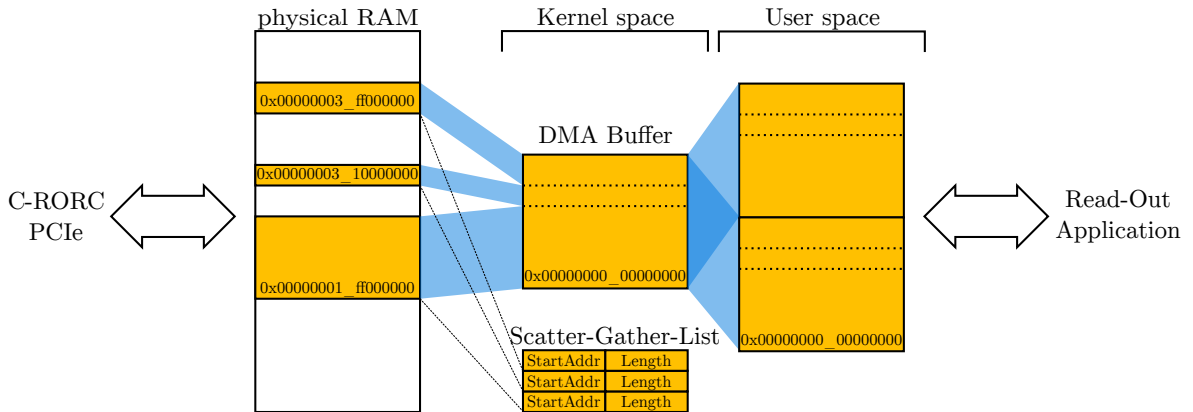 physical RAM
Kernel space
User space
0x00000003_ff000000
0x00000003_10000000
0x00000001_ff000000
C-RORC
PCIe
DMA Buffer
0x00000000_00000000
Scatter-Gather-List
StartAddr Length
StartAddr Length
StartAddr Length
0x00000000_00000000
Read-Out
Application